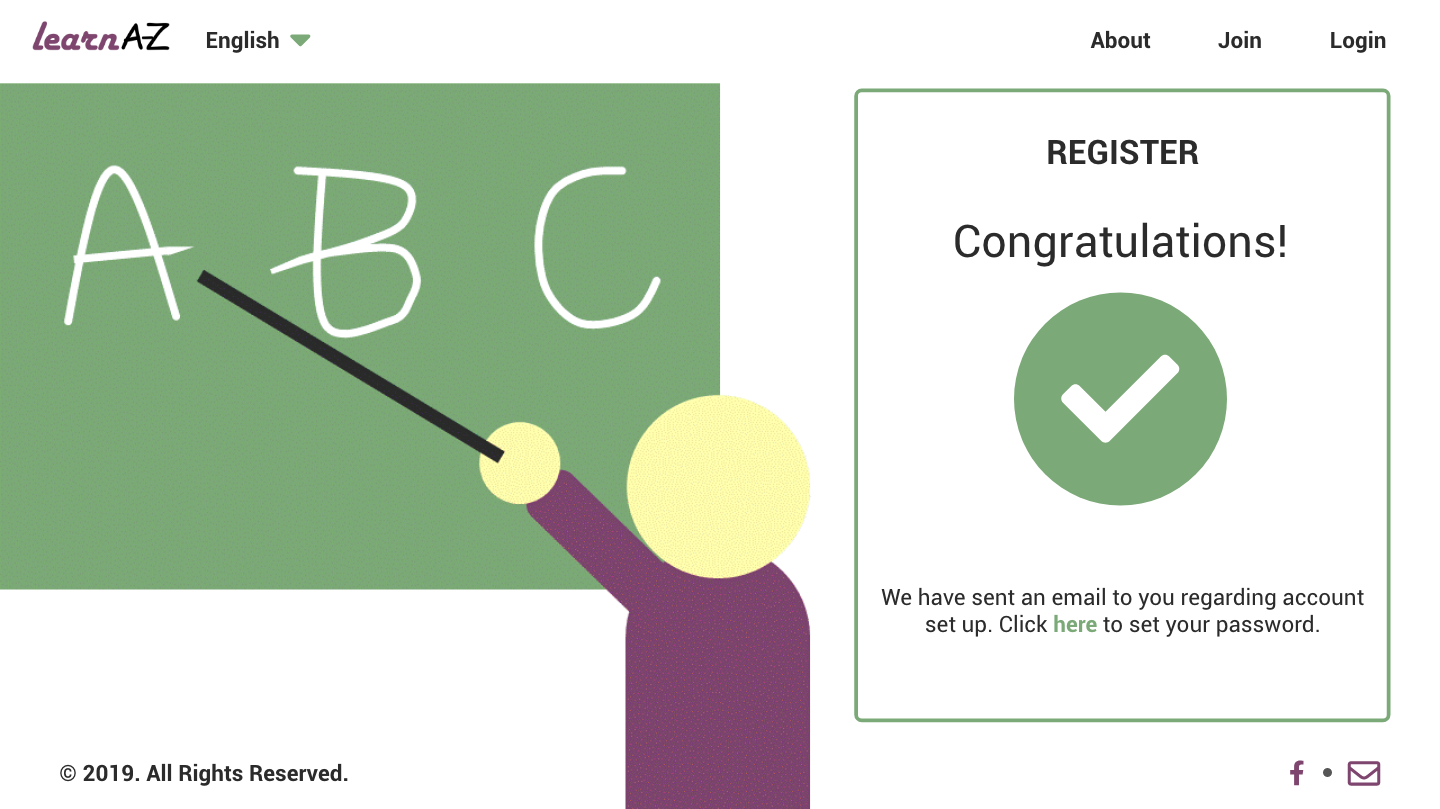 learn A-Z
English
About
Join
Login
A B C
REGISTER
Congratulations!
We have sent an email to you regarding account
set up. Click here to set your password.
© 2019. All Rights Reserved.